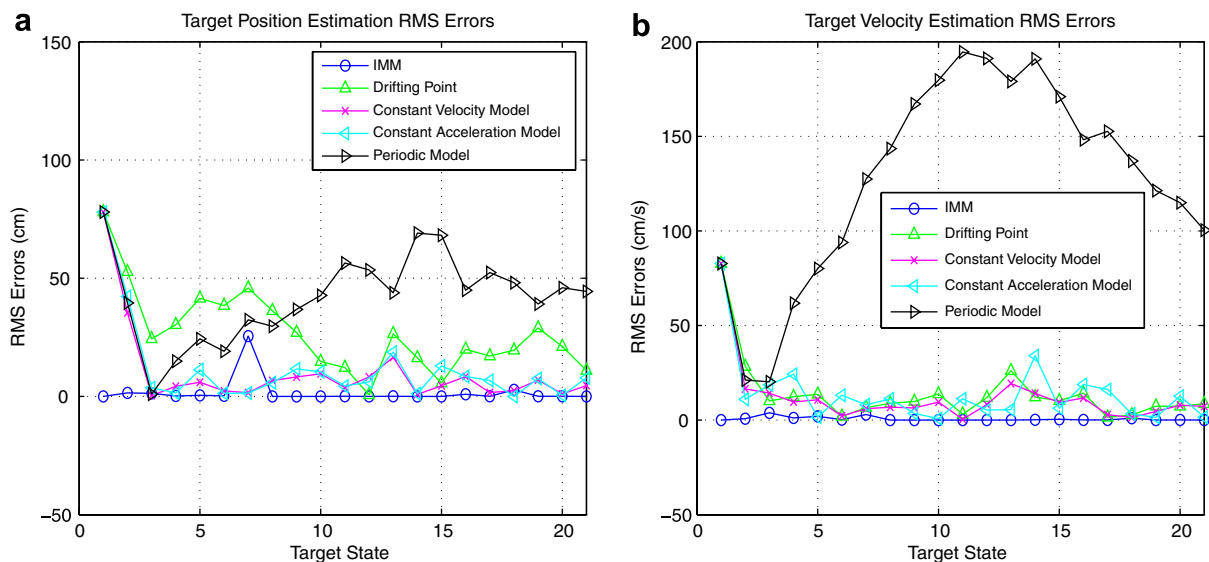 a
Target Position Estimation RMS Errors
150
100
50
0
−50
RMS Errors (cm)
IMM
Drifting Point
Constant Velocity Model
Constant Acceleration Model
Periodic Model
0
5
10
15
20
Target State
b
Target Velocity Estimation RMS Errors
200
150
100
50
0
−50
RMS Errors (cm/s)
IMM
Drifting Point
Constant Velocity Model
Constant Acceleration Model
Periodic Model
0
5
10
15
20
Target State